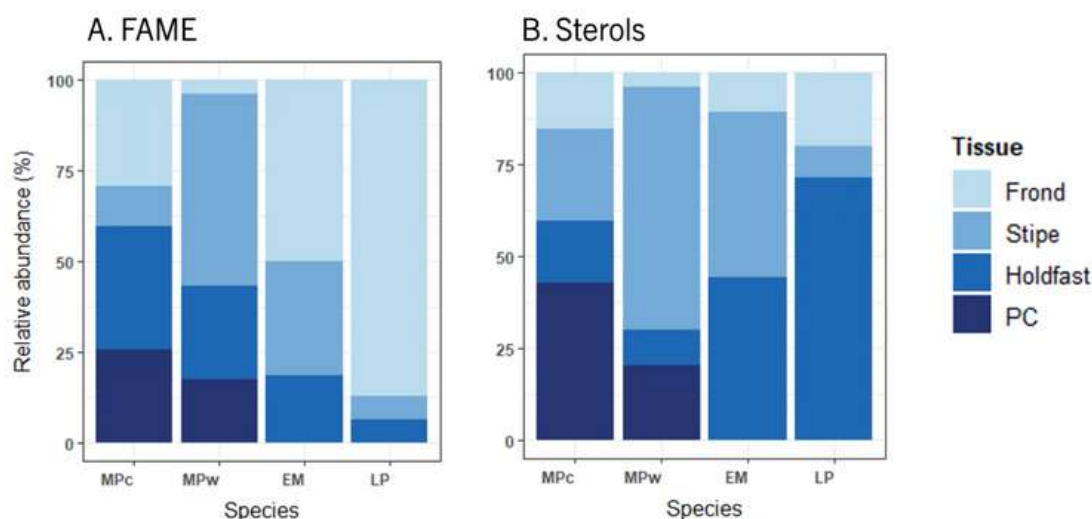 A. FAME
B. Sterols
Relative abundance (%)
100
75
50
25
0
MPc MPw EM LP
Species
100
75
50
25
0
MPc MPw EM LP
Species
Tissue
Frond
Stipe
Holdfast
PC